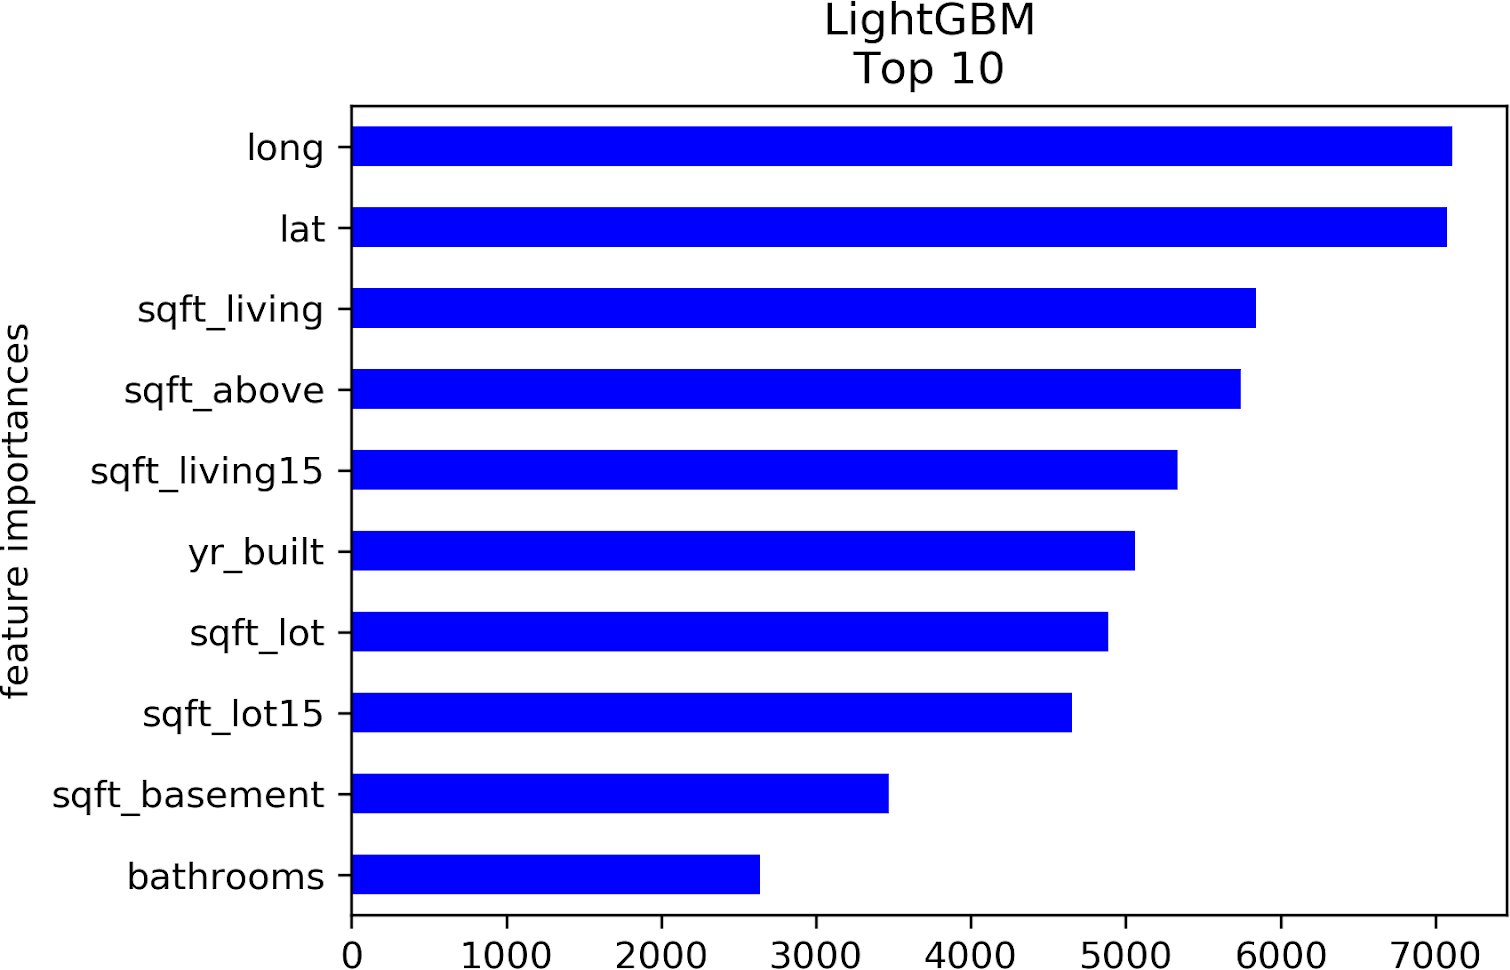 LightGBM
Top 10
feature importances
long
lat
sqft_living
sqft_above
sqft_living15
yr_built
sqft_lot
sqft_lot15
sqft_basement
bathrooms
0 1000 2000 3000 4000 5000 6000 7000